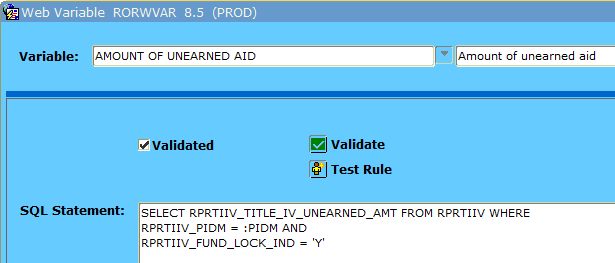 Web Variable RORWVAR 8.5 (PROD)
Variable: AMOUNT OF UNEARNED AID Amount of unearned aid
Validated Validate
Test Rule
SQL Statement: SELECT RPRTIIV_TITLE_IV_UNEARNED_AMT FROM RPRTIIV WHERE
RPRTIIV_PIDM = :PIDM AND
RPRTIIV_FUND_LOCK_IND = 'Y'